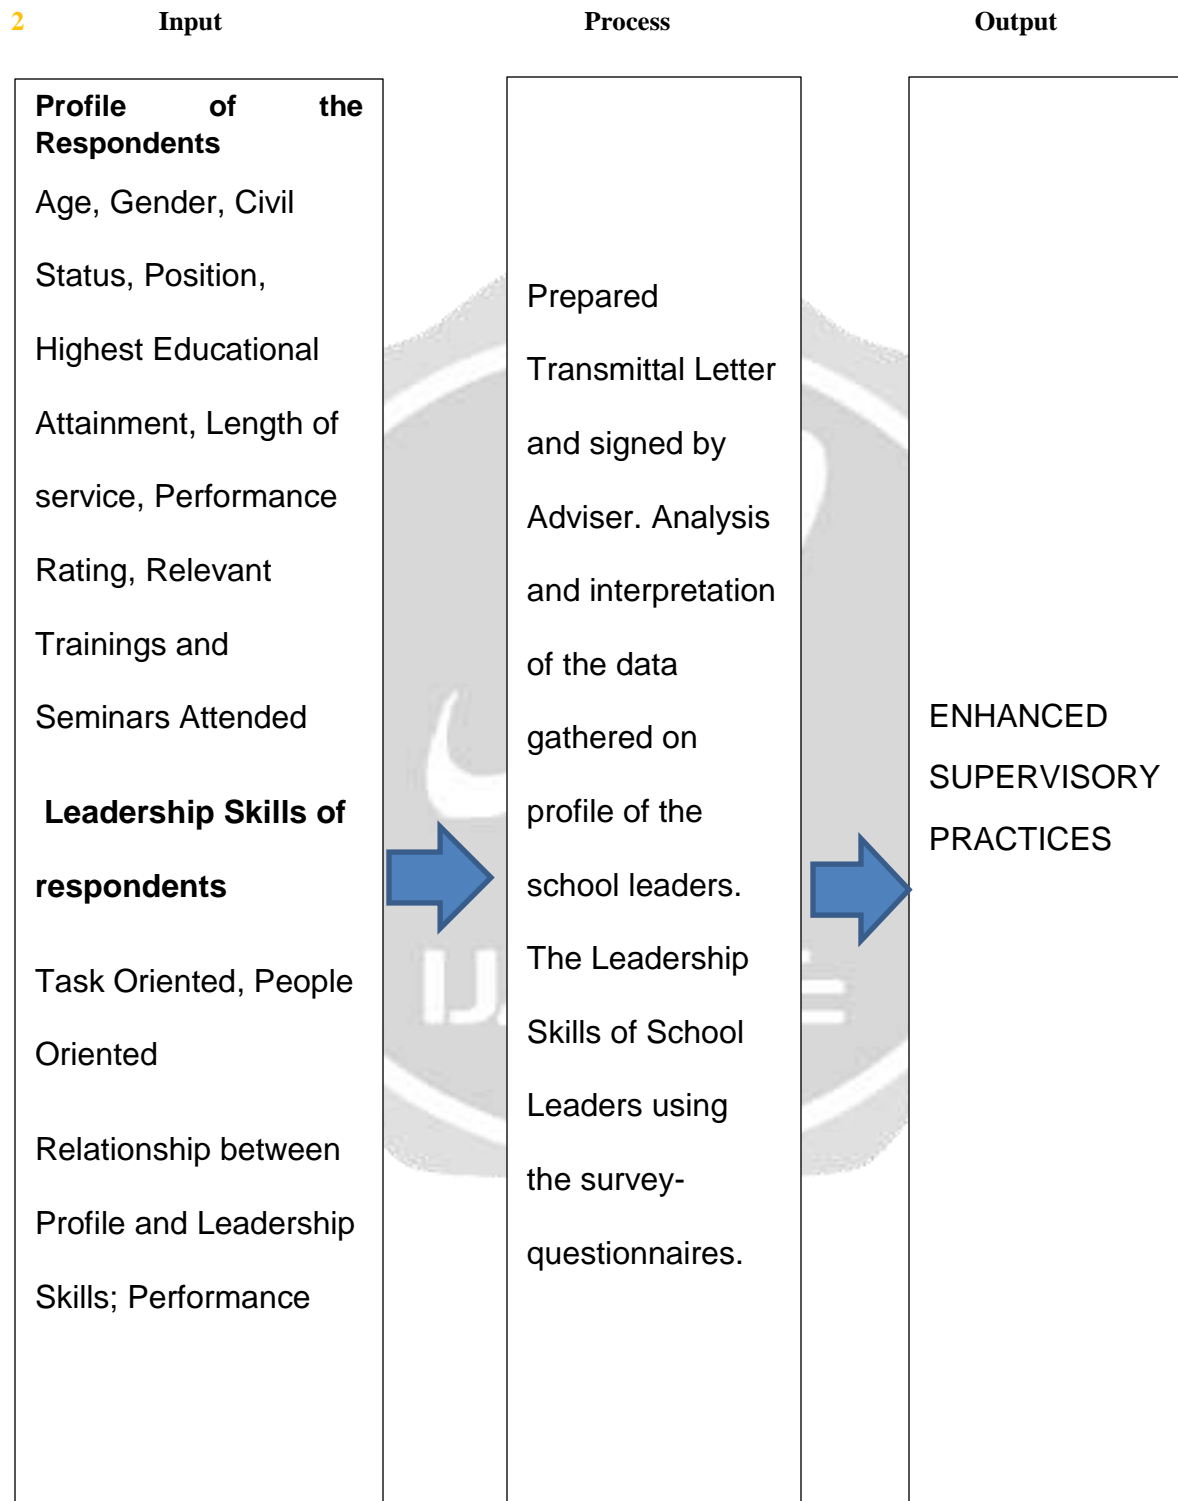 2 Input Process Output
Profile of the
Respondents
Age, Gender, Civil
Status, Position,
Highest Educational
Attainment, Length of
service, Performance
Rating, Relevant
Trainings and
Seminars Attended
Leadership Skills of
respondents
Task Oriented, People
Oriented
Relationship between
Profile and Leadership
Skills; Performance
Prepared
Transmittal Letter
and signed by
Adviser. Analysis
and interpretation
of the data
gathered on
profile of the
school leaders.
The Leadership
Skills of School
Leaders using
the survey-
questionnaires.
ENHANCED
SUPERVISORY
PRACTICES